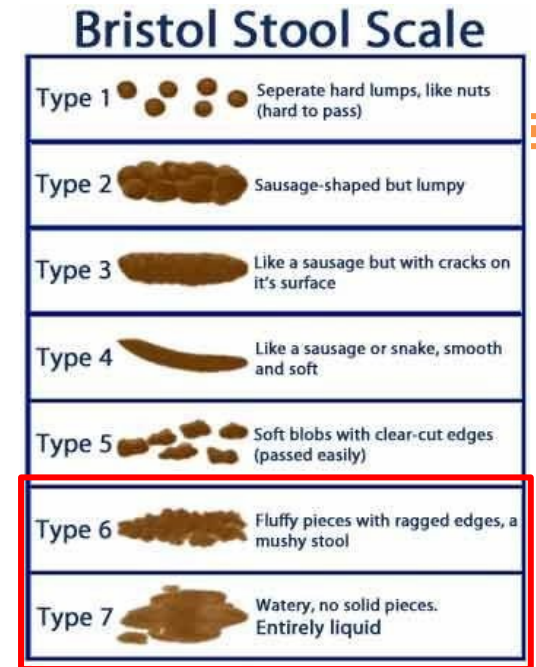 Bristol Stool Scale
Type 1
Seperate hard lumps, like nuts
(hard to pass)
Type 2
Sausage-shaped but lumpy
Type 3
Like a sausage but with cracks on
it's surface
Type 4
Like a sausage or snake, smooth
and soft
Type 5
Soft blobs with clear-cut edges
(passed easily)
Type 6
Fluffy pieces with ragged edges, a
mushy stool
Type 7
Watery, no solid pieces.
Entirely liquid